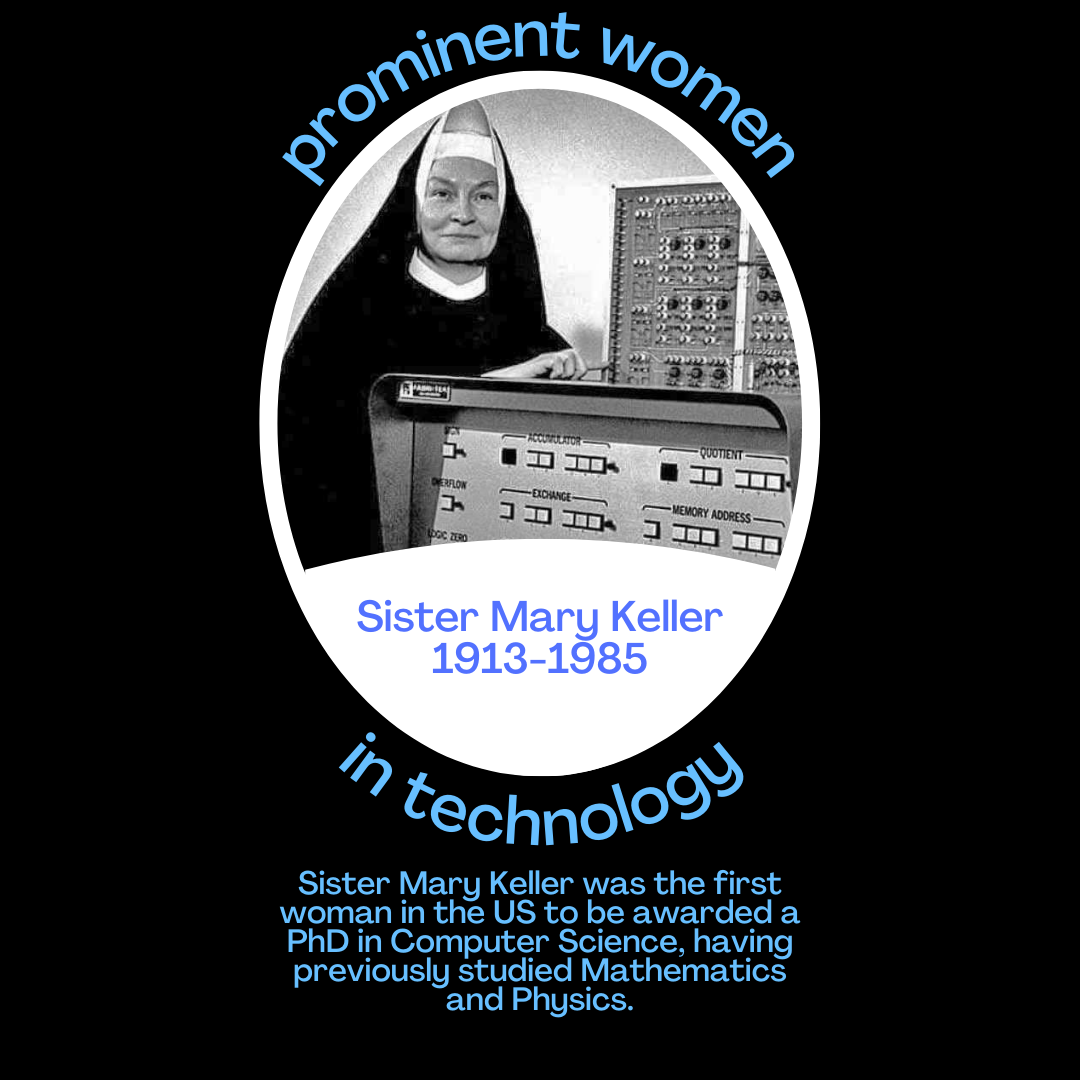 prominent women
FABRI-TEK
ACCUMULATOR
QUOTIENT
OVERFLOW
EXCHANGE
MEMORY ADDRESS
LOGIC ZERO
Sister Mary Keller
1913-1985
in technology
Sister Mary Keller was the first
woman in the US to be awarded a
PhD in Computer Science, having
previously studied Mathematics
and Physics.